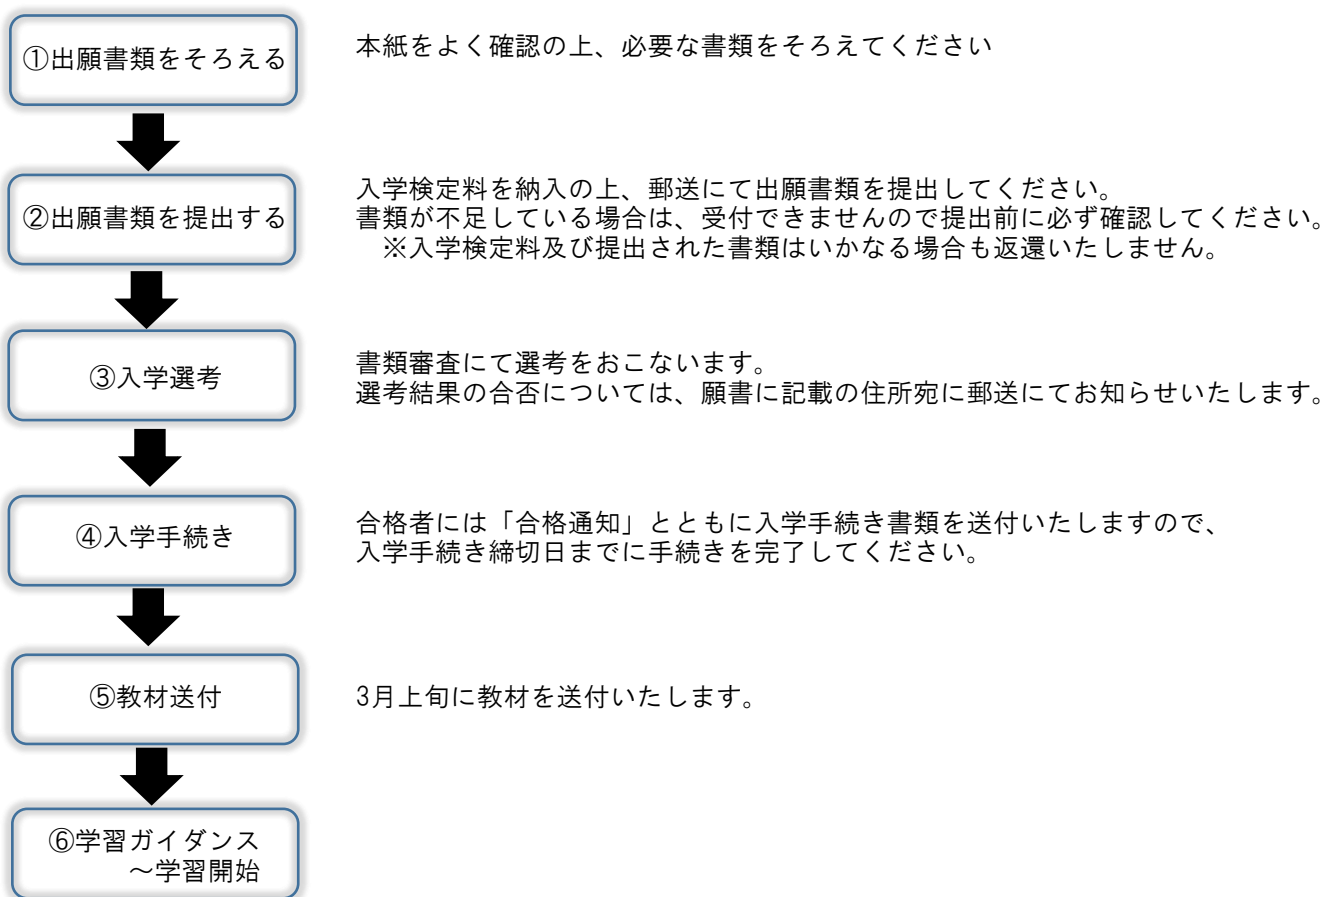 ①出願書類をそろえる
本紙をよく確認の上、必要な書類をそろえてください
②出願書類を提出する
入学検定料を納入の上、郵送にて出願書類を提出してください。
書類が不足している場合は、受付できませんので提出前に必ず確認してください。
※入学検定料及び提出された書類はいかなる場合も返還いたしません。
③入学選考
書類審査にて選考をおこないます。
選考結果の合否については、願書に記載の住所宛に郵送にてお知らせいたします。
④入学手続き
合格者には「合格通知」とともに入学手続き書類を送付いたしますので、
入学手続き締切日までに手続きを完了してください。
⑤教材送付
3月上旬に教材を送付いたします。
⑥学習ガイダンス
～学習開始